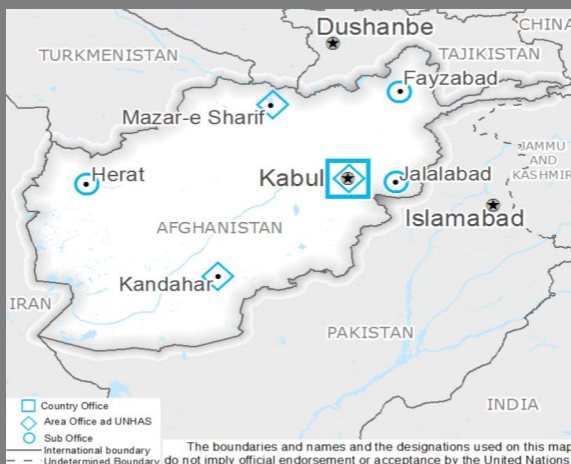 Dushanbe
CHINA
TURKMENISTAN
TAJIKISTAN
Fayzabad
Mazar-e Sharif
JAMMU
AND
KASHMIR
Herat
Kabul
Jalalabad
Islamabad
AFGHANISTAN
Kandahar
IRAN
PAKISTAN
INDIA
Country Office
Area Office ad UNHAS
Sub Office
International boundary
Undetermined Boundary
The boundaries and names and the designations used on this map
do not imply official endorsement or acceptance by the United Nations.